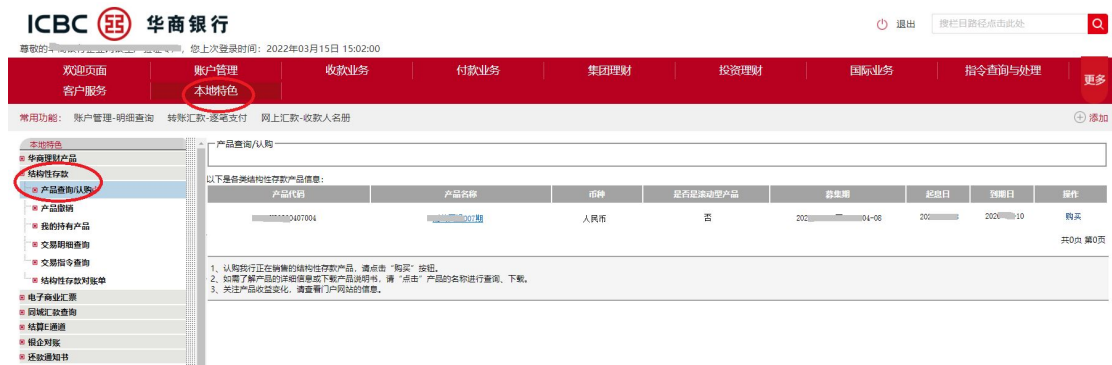 ICBC 华商银行
退出 搜栏目路径点击此处
尊敬的 , 您上次登录时间: 2022年03月15日 15:02:00
欢迎页面 账户管理 收款业务 付款业务 集团理财 投资理财 国际业务 指令查询与处理 更多
客户服务 本地特色
常用功能: 账户管理-明细查询 转账汇款-逐笔支付 网上汇款-收款人名册 添加
本地特色
华商理财产品
结构性存款
产品查询/认购
产品撤销
我的持有产品
交易明细查询
交易指令查询
结构性存款对账单
电子商业汇票
同城汇款查询
结算E通道
银企对账
还款通知书
产品查询/认购
以下是各类结构性存款产品信息:
产品代码 产品名称 币种 是否是滚动型产品 募集期 起息日 到期日 操作
0407004 007期 人民币 否 202 04-08 202 2020 10 购买
共0页 第0页
1、认购我行正在销售的结构性存款产品, 请点击 "购买" 按钮。
2、如需了解产品的详细信息或下载产品说明书, 请 "点击" 产品的名称进行查询、下载。
3、关注产品收益变化, 请查看门户网站的信息。